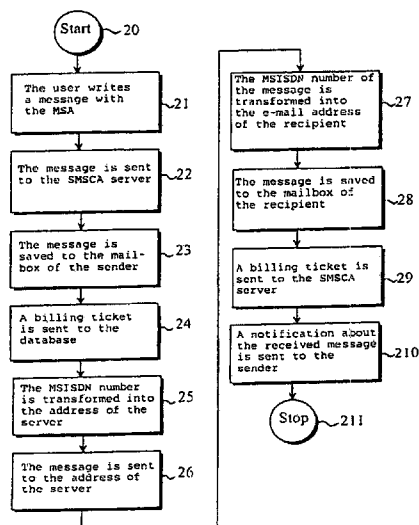 Start
20
The user writes
a message with
the MSA
21
The message is sent
to the SMSCA server
22
The message is
saved to the mail-
box of the sender
23
A billing ticket
is sent to the
database
24
The MSISDN number
is transformed into
the address of the
server
25
The message is sent
to the address of
the server
26
The MSISDN number of
the message is
transformed into
the e-mail address
of the recipient
27
The message is saved
to the mailbox of
the recipient
28
A billing ticket is
sent to the SMSCA
server
29
A notification about
the received message
is sent to the
sender
210
Stop
211